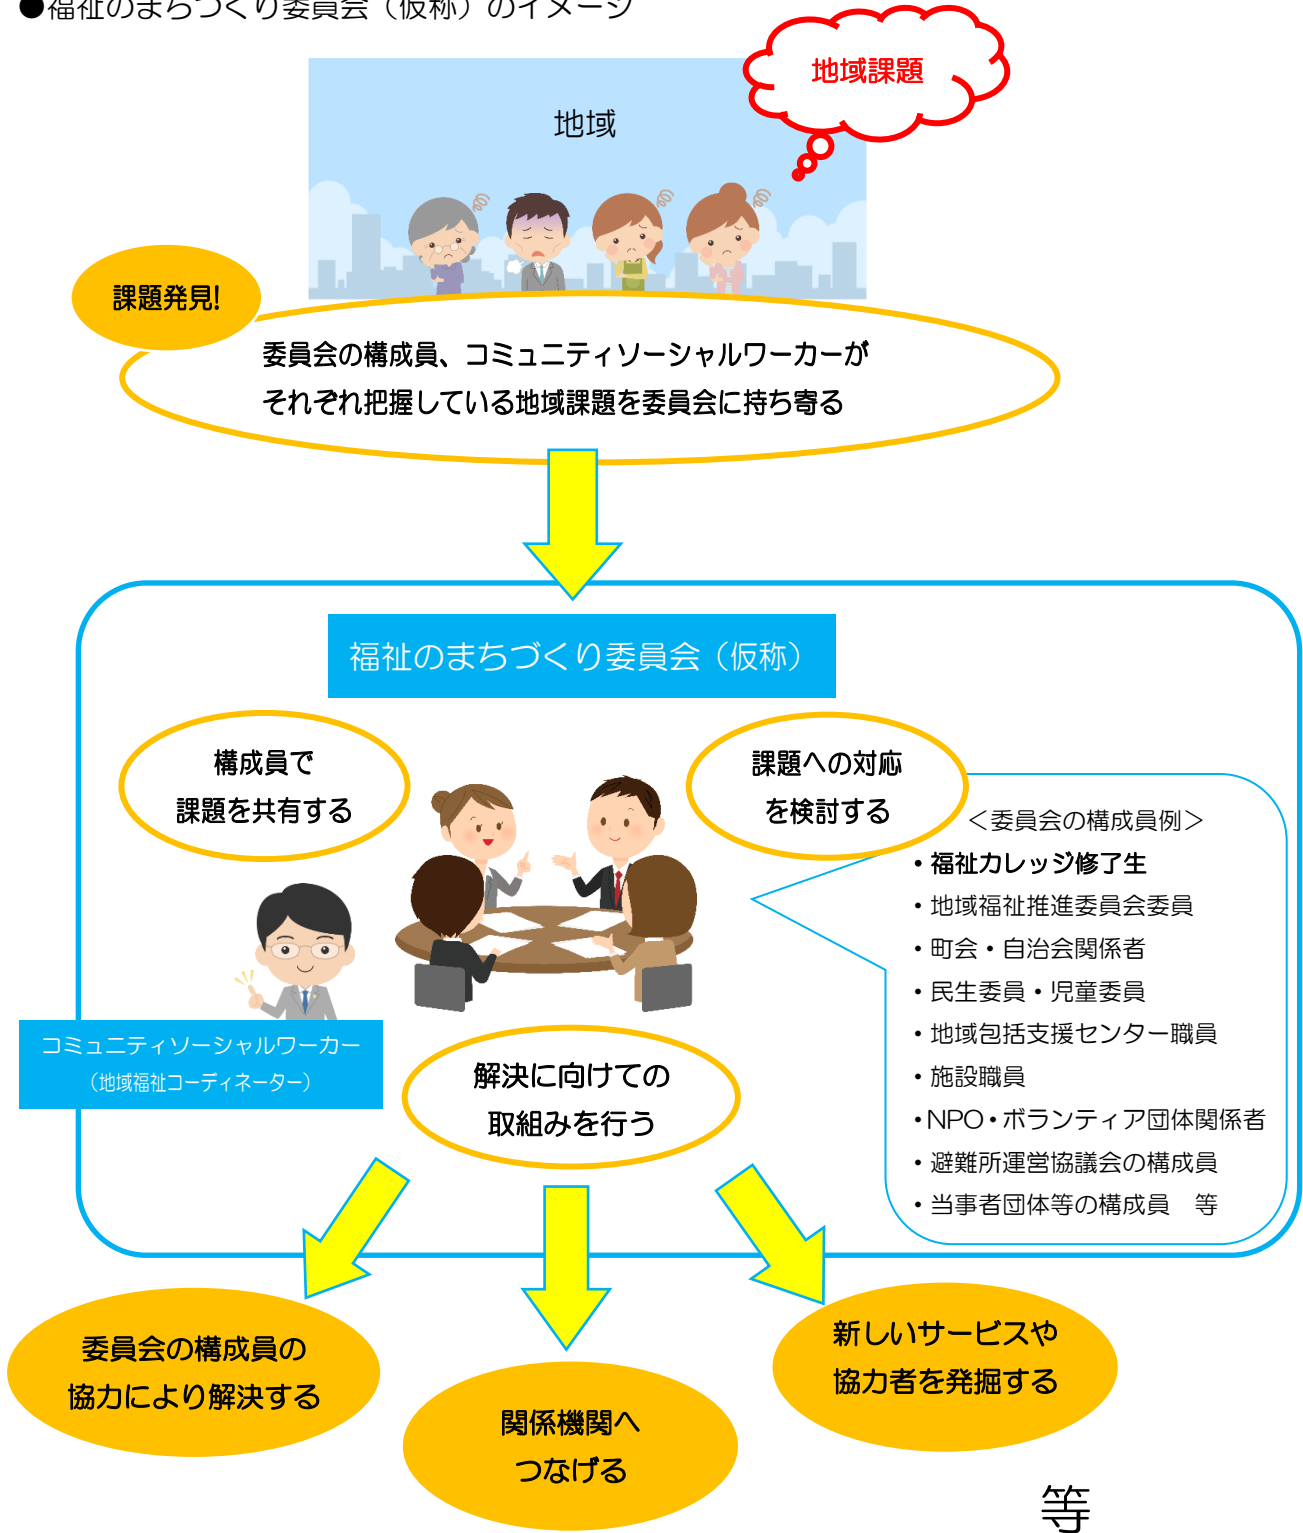 ●福祉のまちづくり委員会（仮称）のイメージ
地域課題
地域
課題発見!
委員会の構成員、コミュニティソーシャルワーカーが
それぞれ把握している地域課題を委員会に持ち寄る
福祉のまちづくり委員会（仮称）
構成員で
課題を共有する
課題への対応
を検討する
＜委員会の構成員例＞
・福祉カレッジ修了生
・地域福祉推進委員会委員
・町会・自治会関係者
・民生委員・児童委員
・地域包括支援センター職員
・施設職員
・NPO・ボランティア団体関係者
・避難所運営協議会の構成員
・当事者団体等の構成員　等
コミュニティソーシャルワーカー
（地域福祉コーディネーター）
解決に向けての
取組みを行う
委員会の構成員の
協力により解決する
関係機関へ
つなげる
新しいサービスや
協力者を発掘する
等